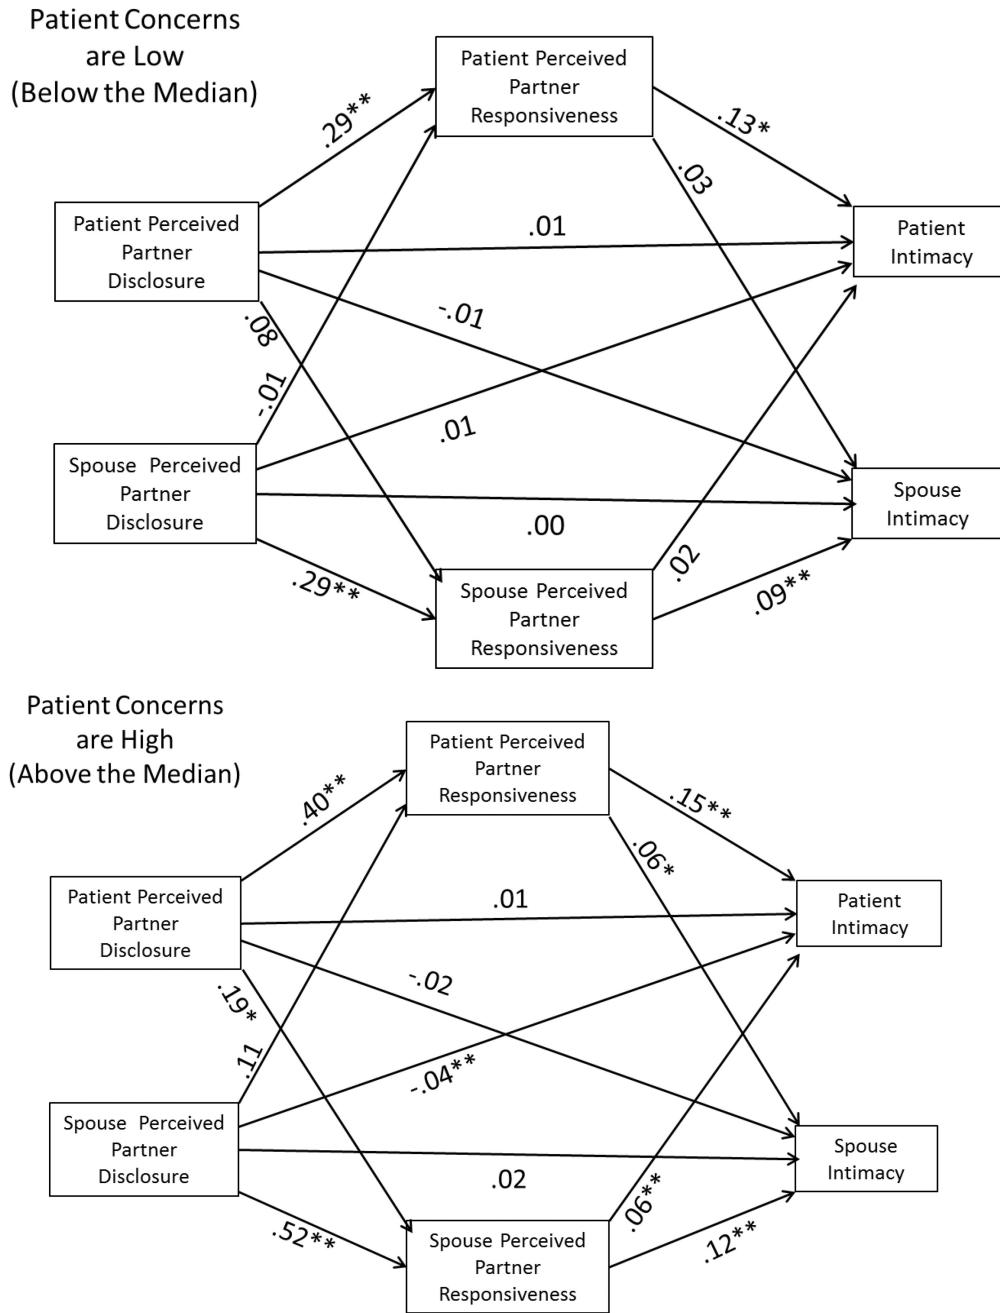 Patient Concerns
are Low
(Below the Median)
Patient Perceived
Partner
Responsiveness
.29**
.13*
.03
Patient Perceived
Partner
Disclosure
.01
Patient
Intimacy
-.01
.08
-.01
.01
Spouse Perceived
Partner
Disclosure
Spouse
Intimacy
.00
.29**
.02
.09**
Spouse Perceived
Partner
Responsiveness
Patient Concerns
are High
(Above the Median)
Patient Perceived
Partner
Responsiveness
.40**
.15**
.06*
Patient Perceived
Partner
Disclosure
.01
Patient
Intimacy
-.02
.19*
.11
-.04**
Spouse Perceived
Partner
Disclosure
Spouse
Intimacy
.02
.52**
.06**
.12**
Spouse Perceived
Partner
Responsiveness